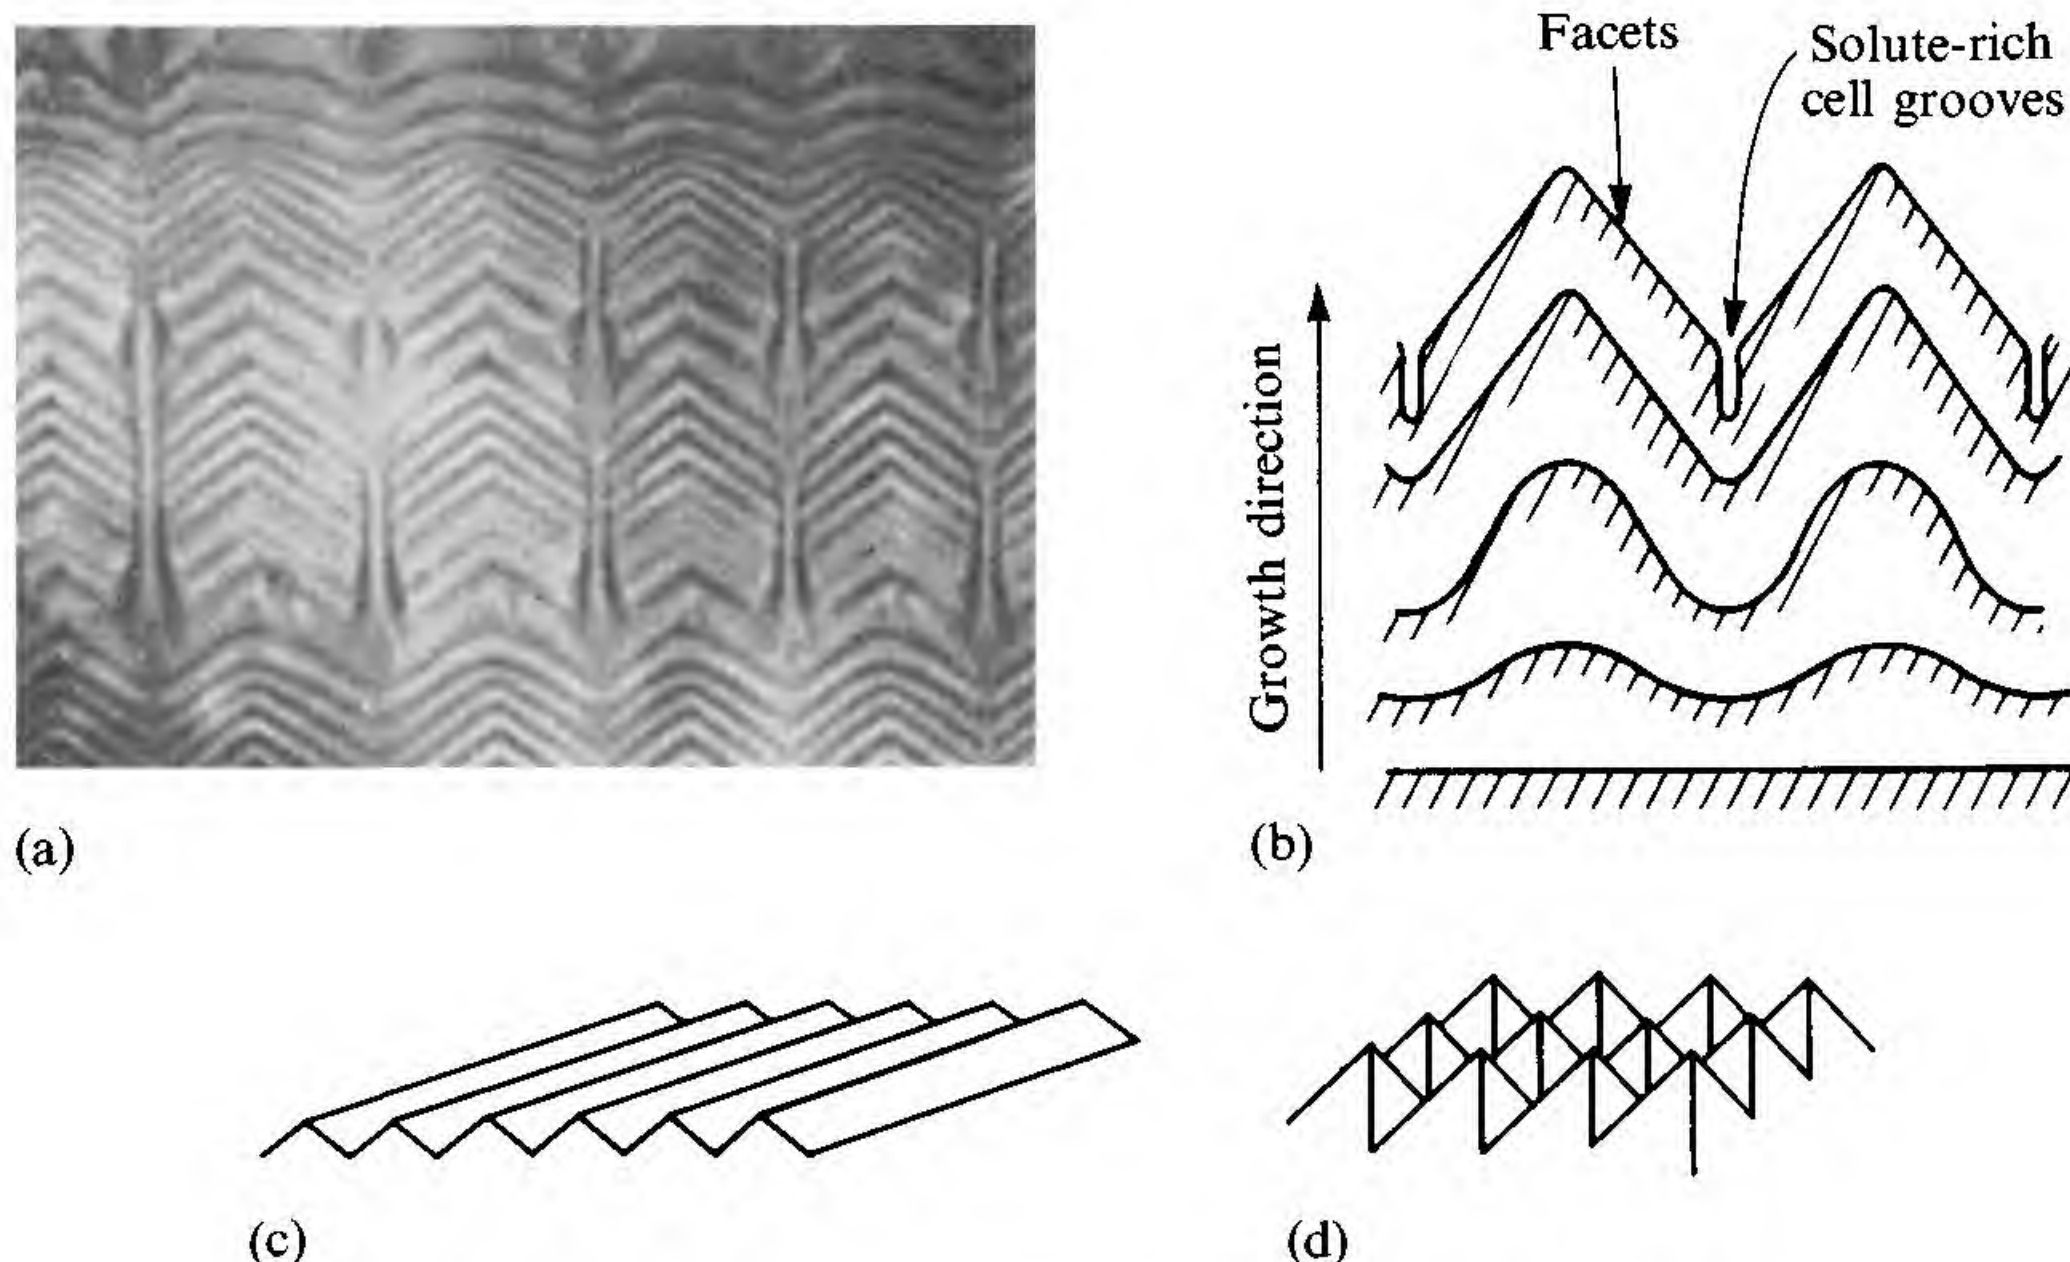 Facets
Solute-rich
cell grooves
Growth direction
(a)
(b)
(c)
(d)